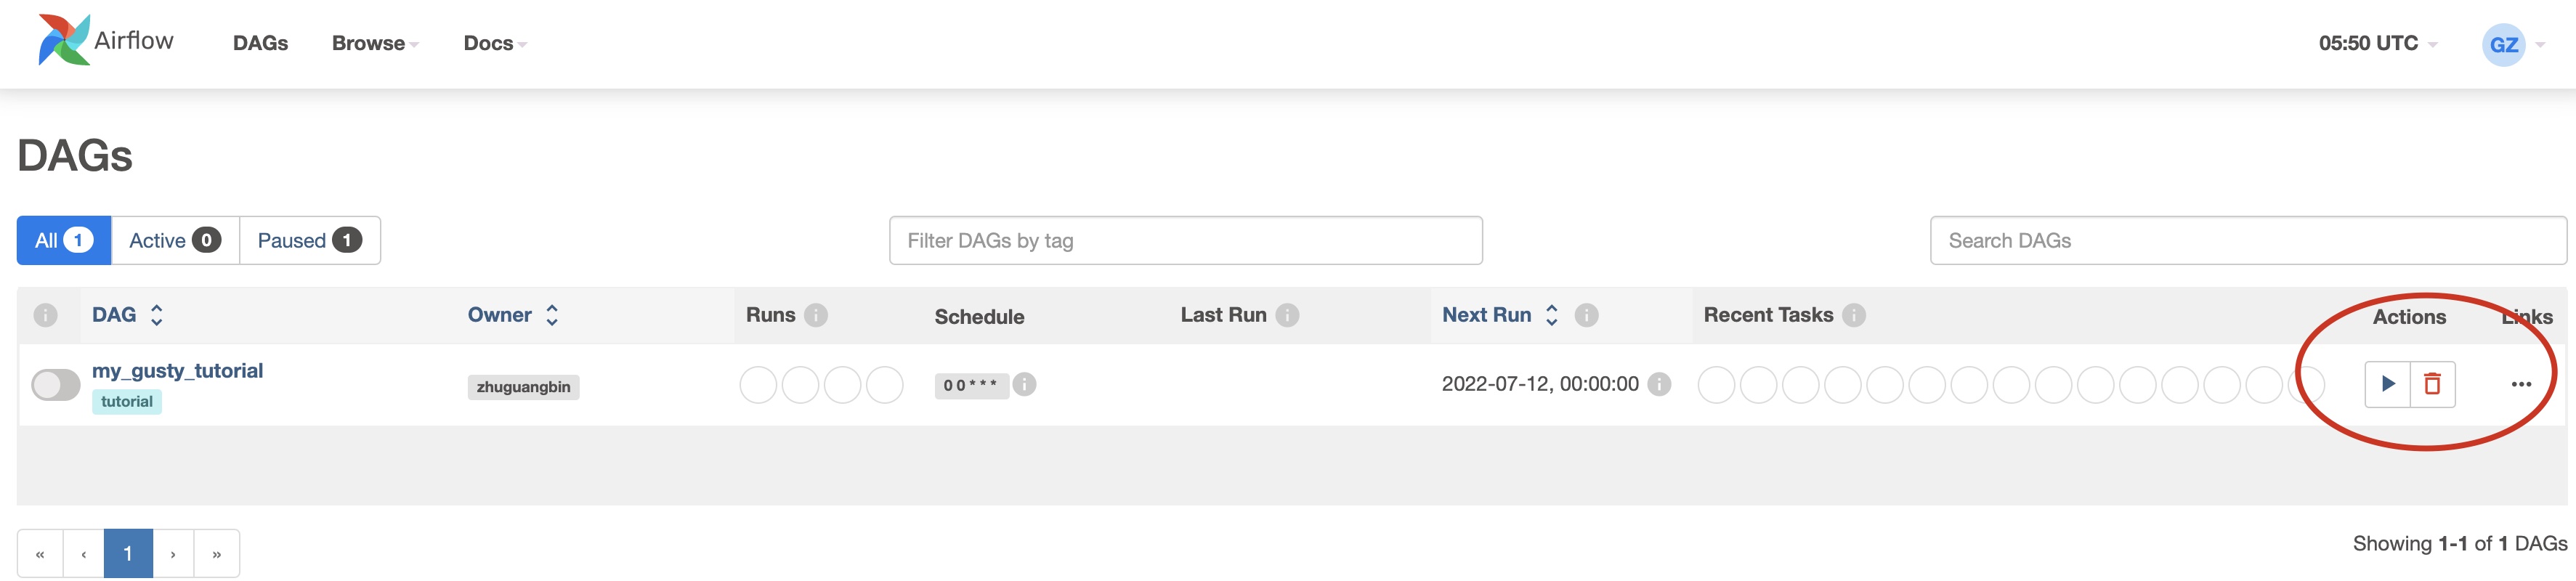 Airflow DAGs Browse Docs 05:50 UTC GZ
DAGs
All 1 Active 0 Paused 1 Filter DAGs by tag Search DAGs
DAG Owner Runs Schedule Last Run Next Run Recent Tasks Actions Links
my_gusty_tutorial zhuguangbin 0 0 * * * 2022-07-12, 00:00:00
tutorial
« ‹ 1 › » Showing 1-1 of 1 DAGs